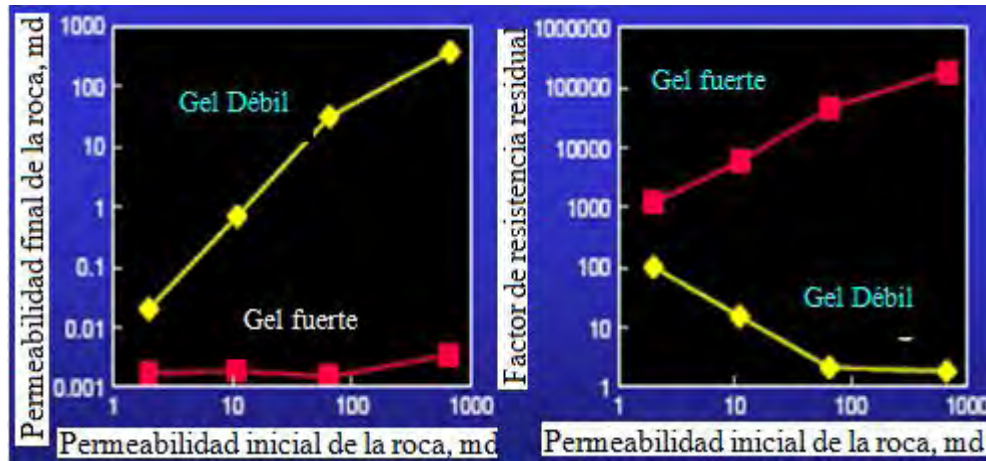 Permeabilidad final de la roca, md
1000
100
10
1
0.1
0.01
0.001
Gel Débil
Gel fuerte
1 10 100 1000
Permeabilidad inicial de la roca, md
Factor de resistencia residual
1000000
100000
10000
1000
100
10
1
Gel fuerte
Gel Débil
1 10 100 1000
Permeabilidad inicial de la roca, md